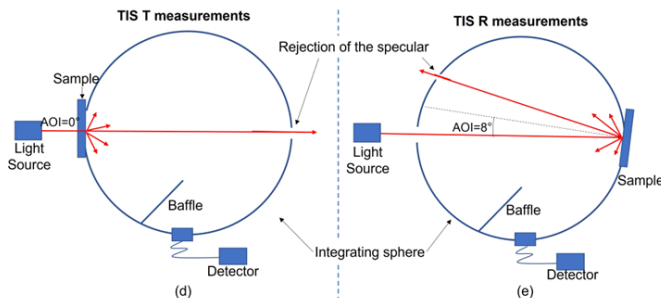 TIS T measurements
TIS R measurements
Rejection of the specular
Sample
AOI=0°
Light
Source
Baffle
Integrating sphere
Detector
(d)
AOI=8°
Light
Source
Sample
Baffle
Detector
(e)